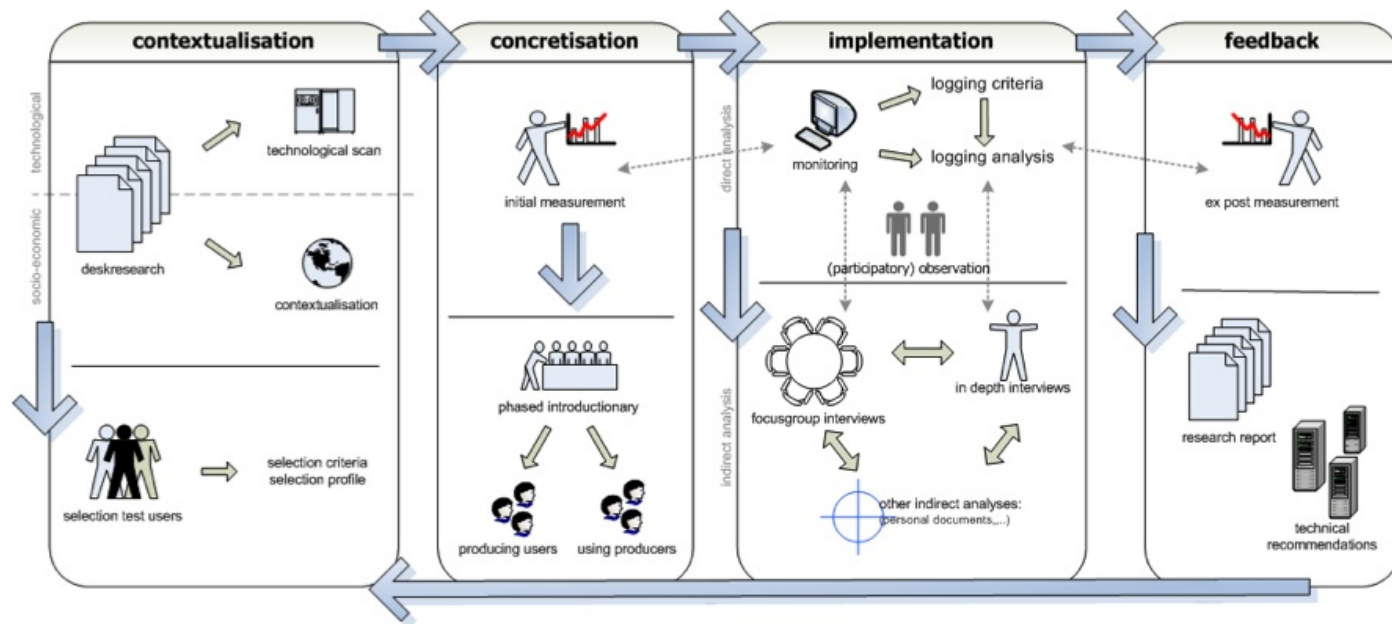 contextualisation
concretisation
implementation
feedback
technological
socio-economic
deskresearch
technological scan
contextualisation
selection test users
selection criteria
selection profile
initial measurement
phased introductionary
producing users
using producers
direct analysis
indirect analysis
monitoring
logging criteria
logging analysis
(participatory) observation
focusgroup interviews
in depth interviews
other indirect analyses:
(personal documents,,..)
ex post measurement
research report
technical
recommendations